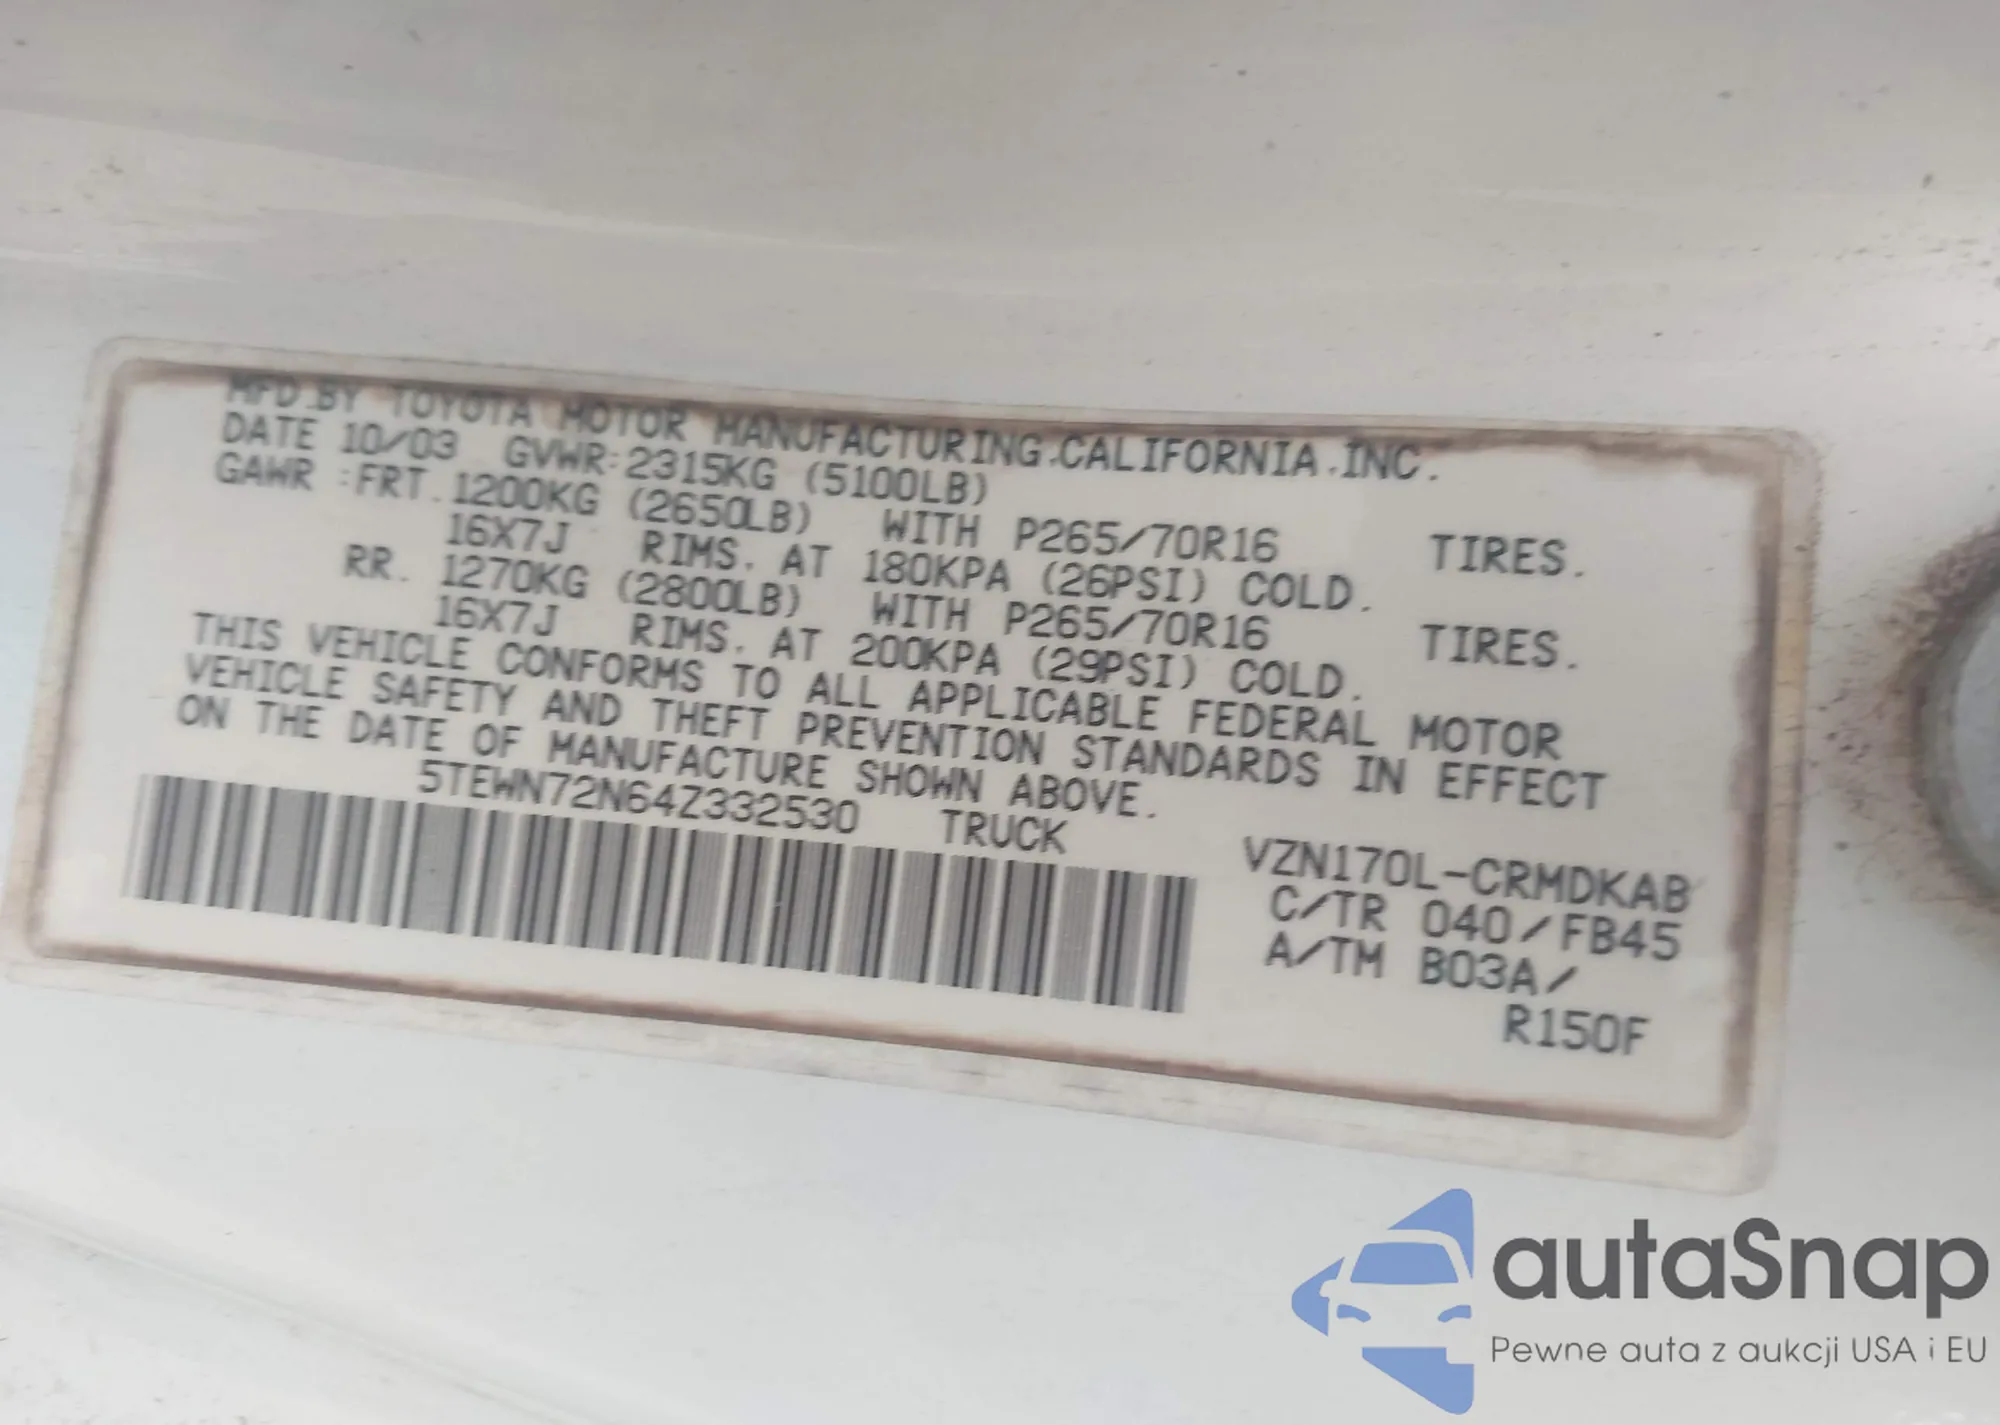 MFD.BY TOYOTA MOTOR MANUFACTURING,CALIFORNIA,INC.
DATE 10/03 GVWR:2315KG (5100LB)
GAWR :FRT. 1200KG (2650LB) WITH P265/70R16 TIRES.
16X7J RIMS. AT 180KPA (26PSI) COLD.
RR. 1270KG (2800LB) WITH P265/70R16 TIRES.
16X7J RIMS. AT 200KPA (29PSI) COLD.
THIS VEHICLE CONFORMS TO ALL APPLICABLE FEDERAL MOTOR
VEHICLE SAFETY AND THEFT PREVENTION STANDARDS IN EFFECT
ON THE DATE OF MANUFACTURE SHOWN ABOVE.
5TEWN72N64Z332530 TRUCK
VZN170L-CRMDKAB
C/TR 040/FB45
A/TM B03A/
R150F
autaSnap
Pewne auta z aukcji USA i EU